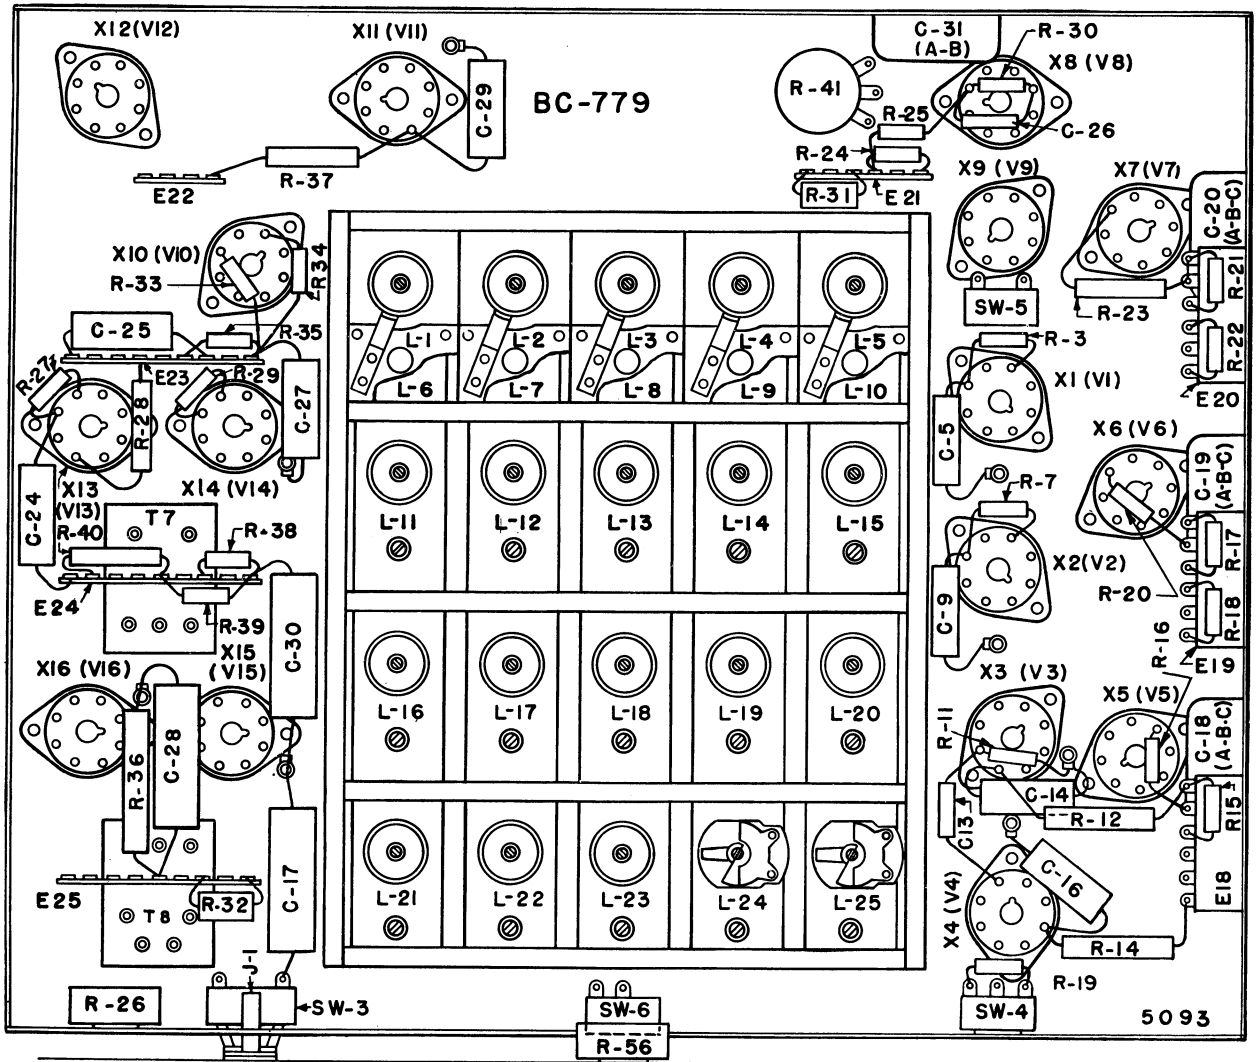 X12(V12)
X11 (V11)
C-29
BC-779
C-31
(A-B)
R-30
X8 (V8)
R-41
R-25
C-26
R-24
R-31
E 21
X9 (V9)
X7(V7)
C-20
(A-B-C)
E22
R-37
X10 (V10)
R-33
R34
C-25
R-35
R-27
E23
R-29
R-28
C-27
X13
(V13)
X14 (V14)
C-24
T7
R-40
R-38
E24
R-39
X15
(V15)
C-30
X16 (V16)
R-36
C-28
E25
T8
R-32
C-17
J-1
R-26
SW-3
L-1
L-2
L-3
L-4
L-5
L-6
L-7
L-8
L-9
L-10
L-11
L-12
L-13
L-14
L-15
L-16
L-17
L-18
L-19
L-20
L-21
L-22
L-23
L-24
L-25
SW-6
R-56
SW-5
R-23
R-21
R-22
E20
R-3
X1 (V1)
C-5
X6 (V6)
C-19
(A-B-C)
R-7
R-17
X2(V2)
C-9
R-20
R-18
R-16
E19
X3 (V3)
X5 (V5)
C-18
(A-B-C)
R-11
C-14
C13
R-12
R15
C-16
E18
X4 (V4)
R-14
R-19
SW-4
5093